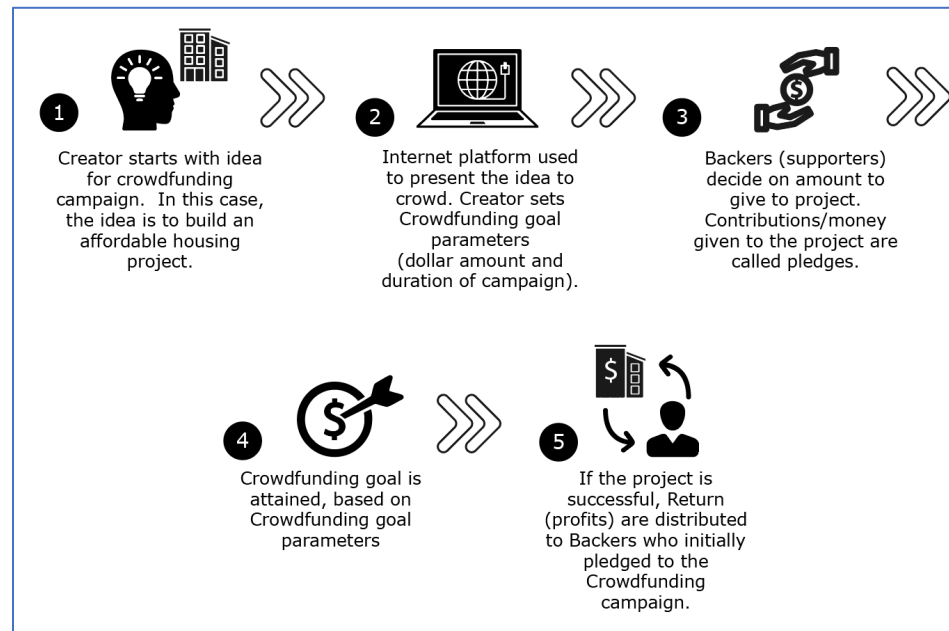 1
Creator starts with idea
for crowdfunding
campaign.  In this case,
the idea is to build an
affordable housing
project.
2
Internet platform used
to present the idea to
crowd. Creator sets
Crowdfunding goal
parameters
(dollar amount and
duration of campaign).
$
3
Backers (supporters)
decide on amount to
give to project.
Contributions/money
given to the project are
called pledges.
$
4
Crowdfunding goal is
attained, based on
Crowdfunding goal
parameters
$
5
If the project is
successful, Return
(profits) are distributed
to Backers who initially
pledged to the
Crowdfunding
campaign.